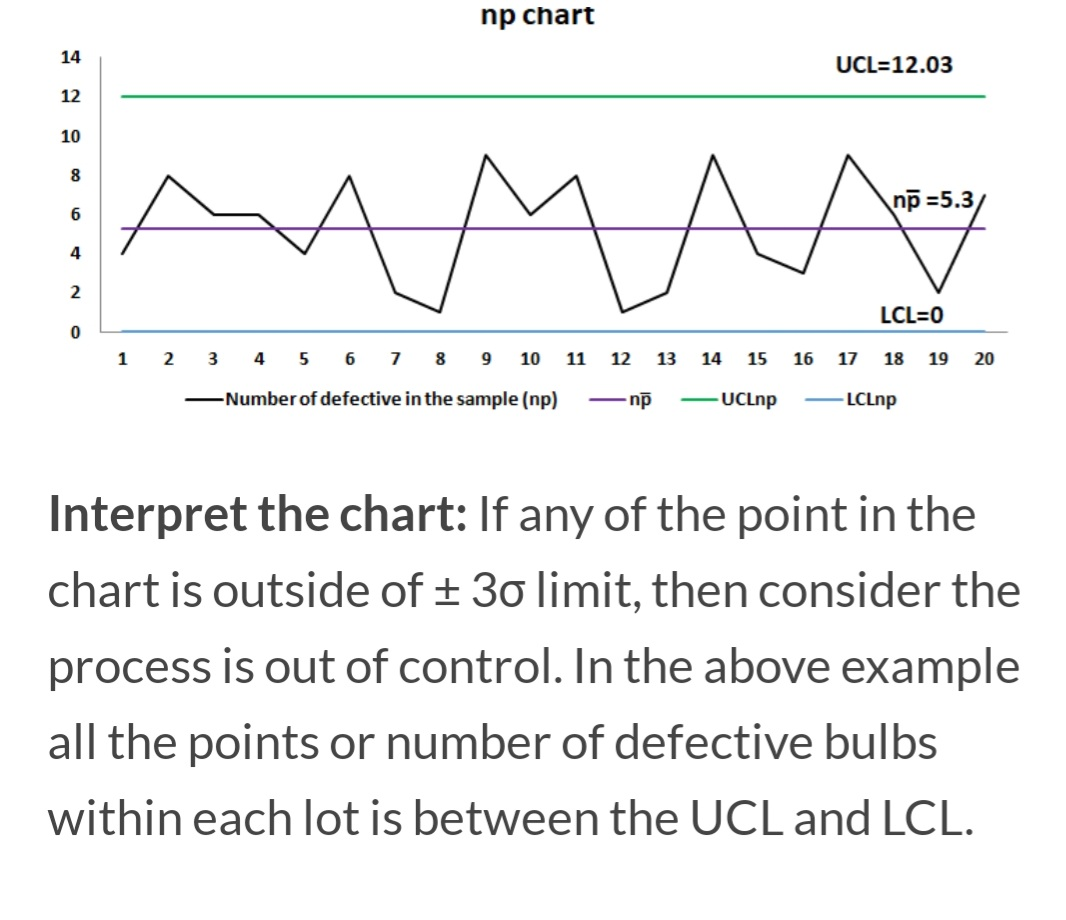 np chart
14
UCL=12.03
12
10
8
np̅ =5.3
6
4
2
LCL=0
0
1 2 3 4 5 6 7 8 9 10 11 12 13 14 15 16 17 18 19 20
Number of defective in the sample (np) np̅ UCLnp LCLnp
Interpret the chart: If any of the point in the
chart is outside of ± 3σ limit, then consider the
process is out of control. In the above example
all the points or number of defective bulbs
within each lot is between the UCL and LCL.